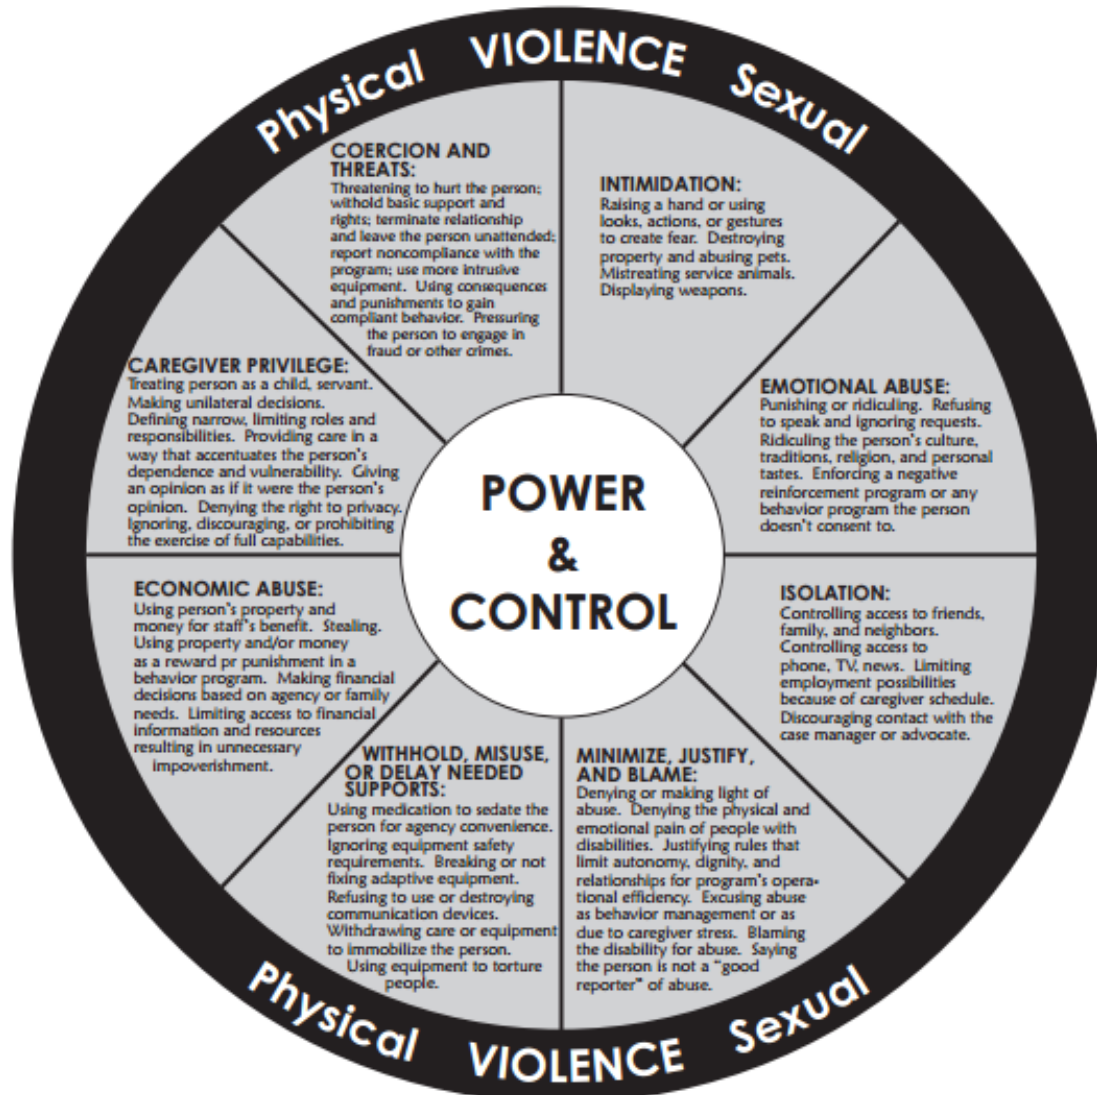 Physical VIOLENCE Sexual
COERCION AND
THREATS:
Threatening to hurt the person;
withold basic support and
rights; terminate relationship
and leave the person unattended;
report noncompliance with the
program; use more intrusive
equipment. Using consequences
and punishments to gain
compliant behavior. Pressuring
the person to engage in
fraud or other crimes.
INTIMIDATION:
Raising a hand or using
looks, actions, or gestures
to create fear. Destroying
property and abusing pets.
Mistreating service animals.
Displaying weapons.
CAREGIVER PRIVILEGE:
Treating person as a child, servant.
Making unilateral decisions.
Defining narrow, limiting roles and
responsibilities. Providing care in a
way that accentuates the person's
dependence and vulnerability. Giving
an opinion as if it were the person's
opinion. Denying the right to privacy.
Ignoring, discouraging, or prohibiting
the exercise of full capabilities.
EMOTIONAL ABUSE:
Punishing or ridiculing. Refusing
to speak and ignoring requests.
Ridiculing the person's culture,
traditions, religion, and personal
tastes. Enforcing a negative
reinforcement program or any
behavior program the person
doesn't consent to.
POWER
&
CONTROL
ECONOMIC ABUSE:
Using person's property and
money for staff's benefit. Stealing.
Using property and/or money
as a reward pr punishment in a
behavior program. Making financial
decisions based on agency or family
needs. Limiting access to financial
information and resources
resulting in unnecessary
impoverishment.
ISOLATION:
Controlling access to friends,
family, and neighbors.
Controlling access to
phone, TV, news. Limiting
employment possibilities
because of caregiver schedule.
Discouraging contact with the
case manager or advocate.
WITHHOLD, MISUSE,
OR DELAY NEEDED
SUPPORTS:
Using medication to sedate the
person for agency convenience.
Ignoring equipment safety
requirements. Breaking or not
fixing adaptive equipment.
Refusing to use or destroying
communication devices.
Withdrawing care or equipment
to immobilize the person.
Using equipment to torture
people.
MINIMIZE, JUSTIFY,
AND BLAME:
Denying or making light of
abuse. Denying the physical and
emotional pain of people with
disabilities. Justifying rules that
limit autonomy, dignity, and
relationships for program's opera-
tional efficiency. Excusing abuse
as behavior management or as
due to caregiver stress. Blaming
the disability for abuse. Saying
the person is not a "good
reporter" of abuse.
Physical VIOLENCE Sexual